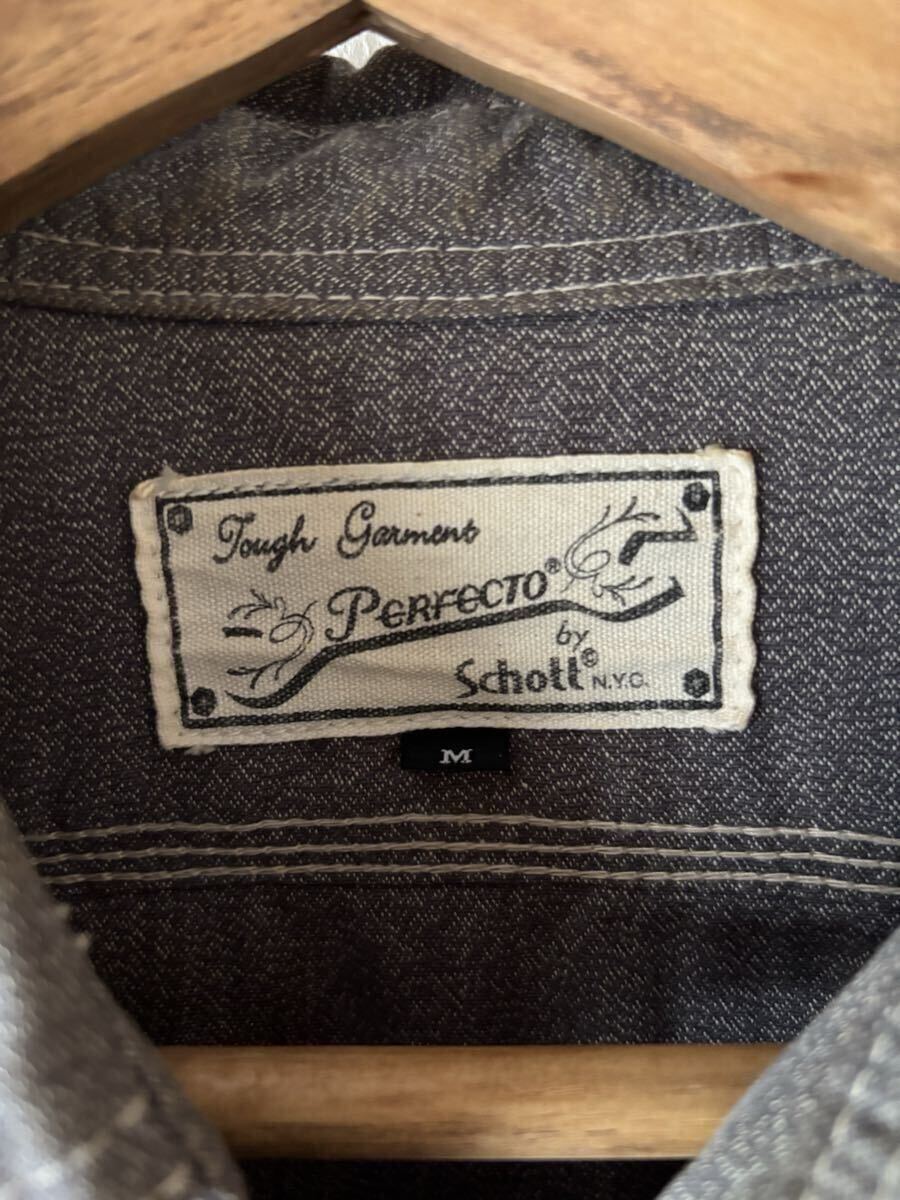 Tough Garment
PERFECTO®
by
Schott® N.Y.C.
M